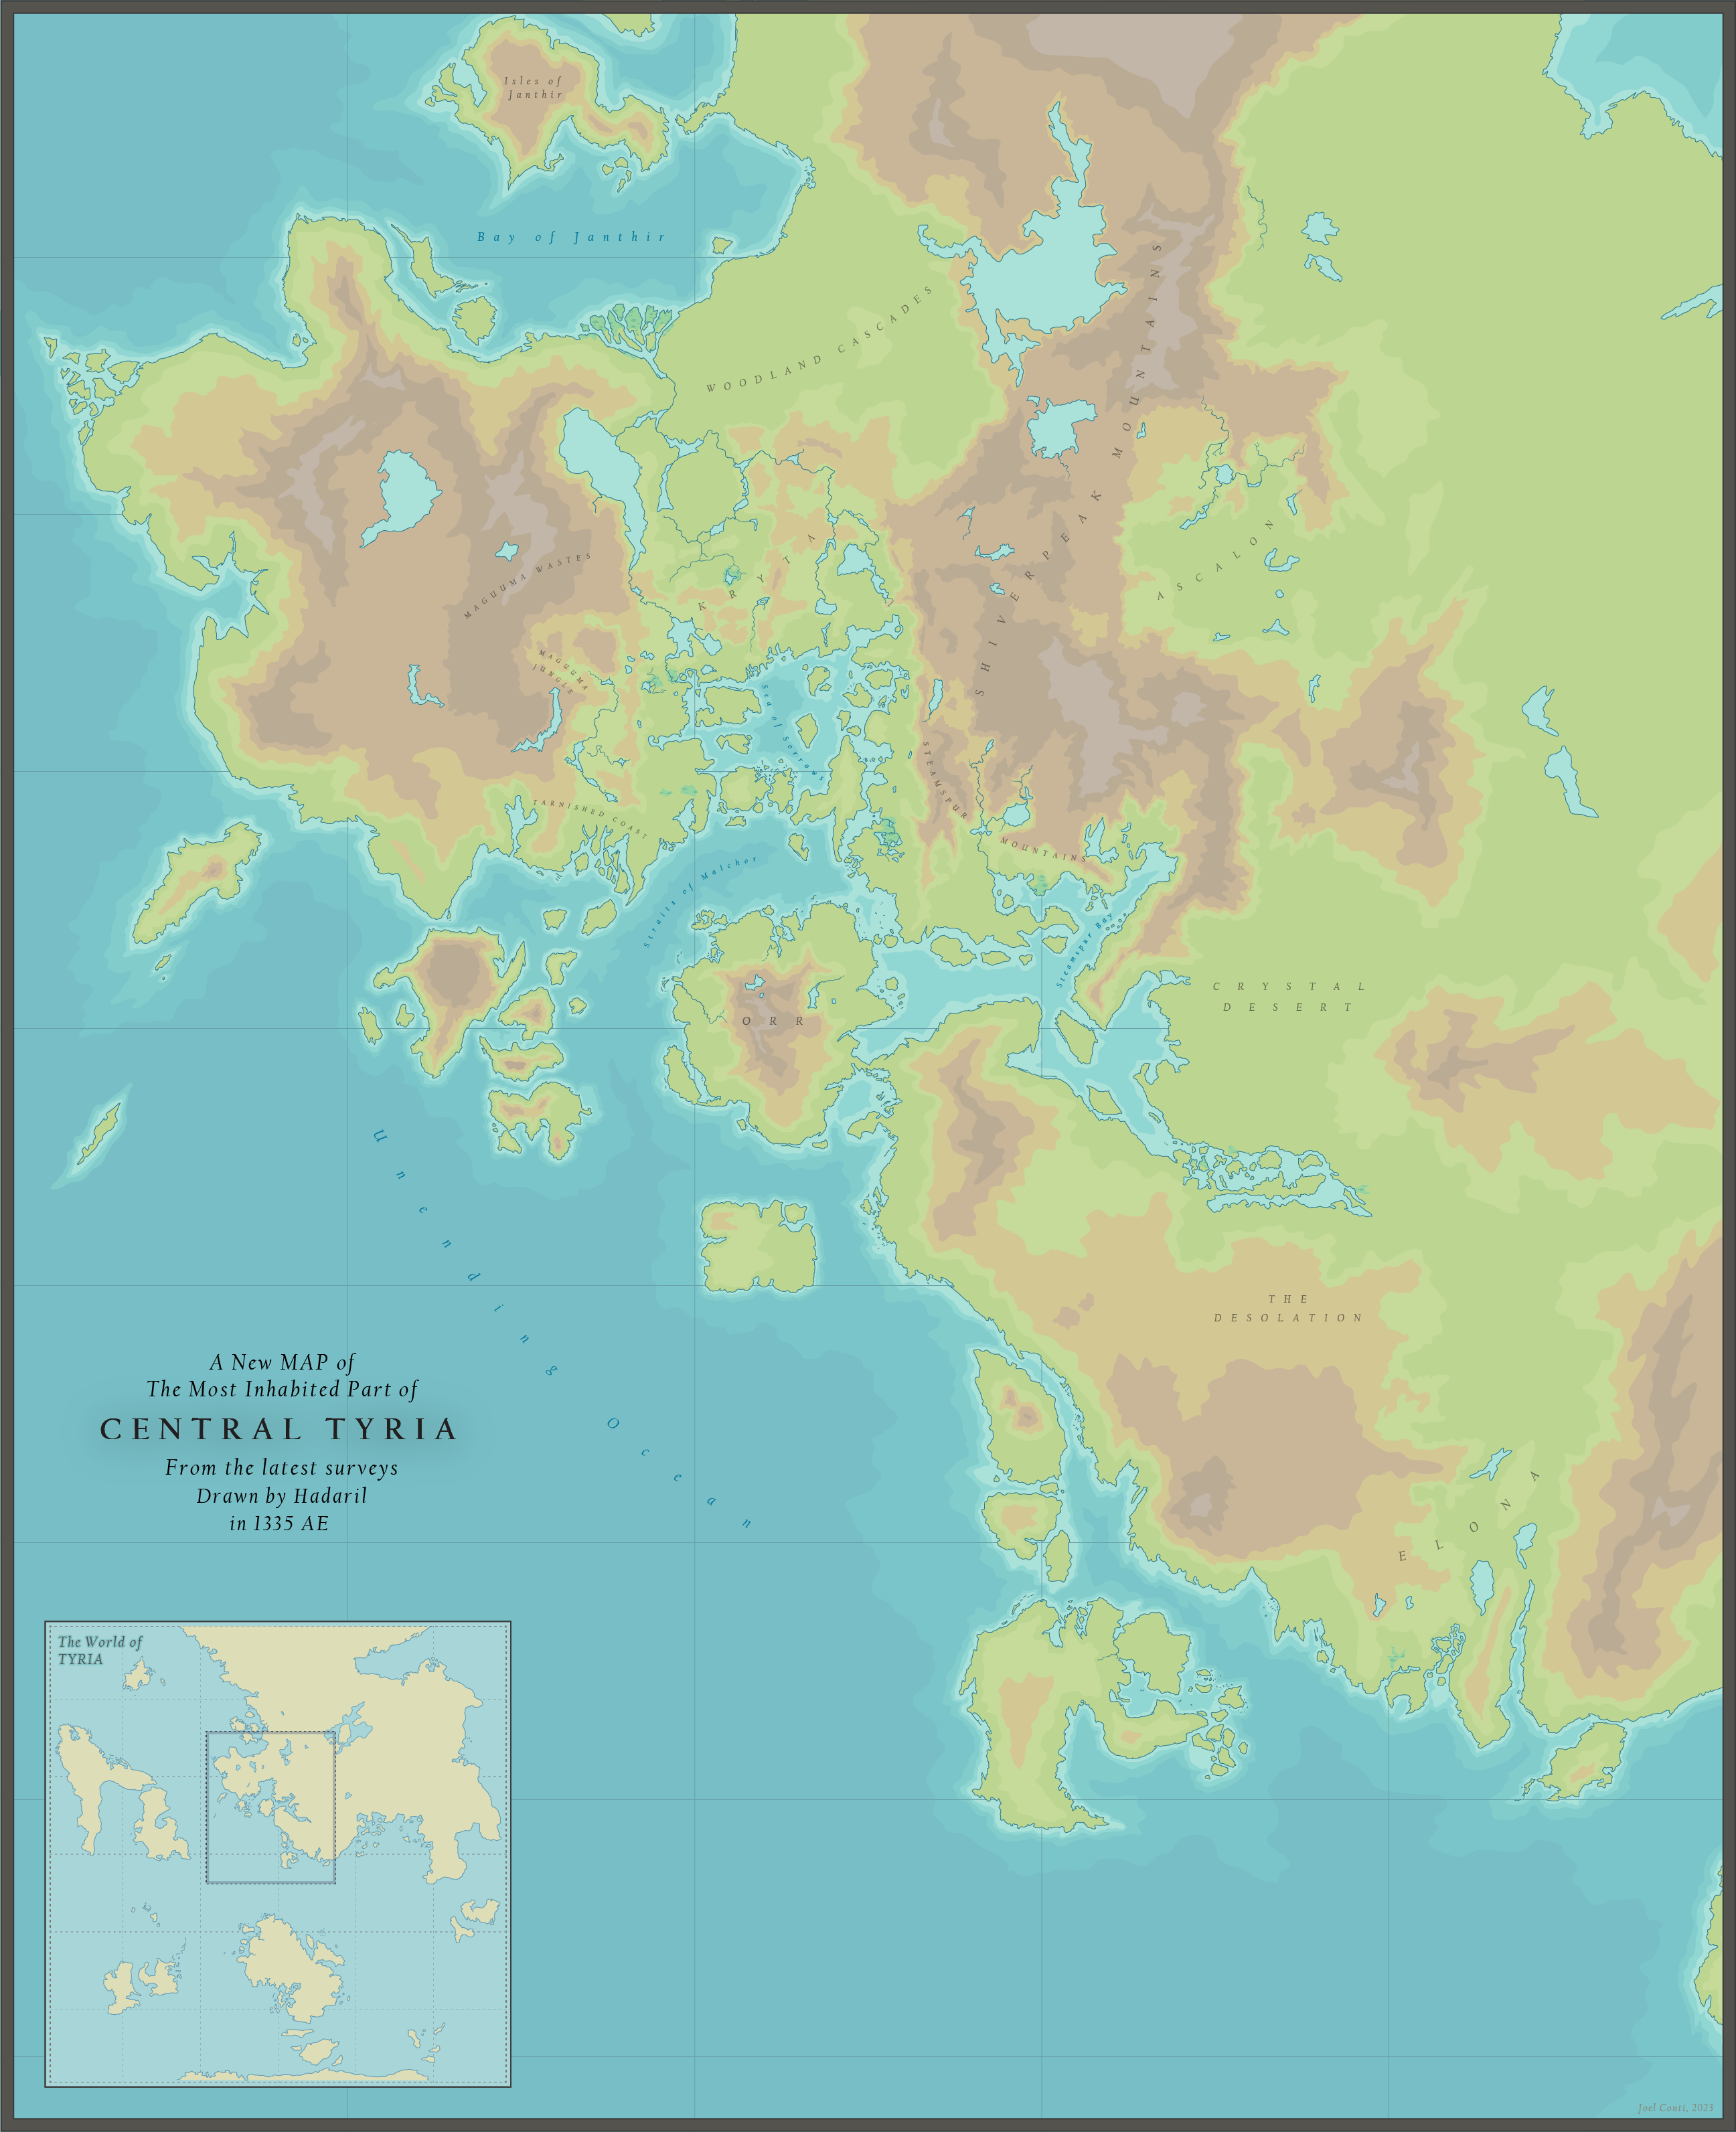 Isles of
Janthir
Bay of Janthir
WOODLAND CASCADES
SHIVERPEAK MOUNTAINS
ASCALON
KRYTA
MAGUUMA WASTES
MAGUUMA
JUNGLE
Sea of Sorrows
STEAMSPUR
MOUNTAINS
TARNISHED COAST
Straits of Malchor
Steamspur Bay
CRYSTAL
DESERT
ORR
Unending Ocean
THE
DESOLATION
ELONA
A New MAP of
The Most Inhabited Part of
CENTRAL TYRIA
From the latest surveys
Drawn by Hadaril
in 1335 AE
The World of
TYRIA
Joel Conti, 2023